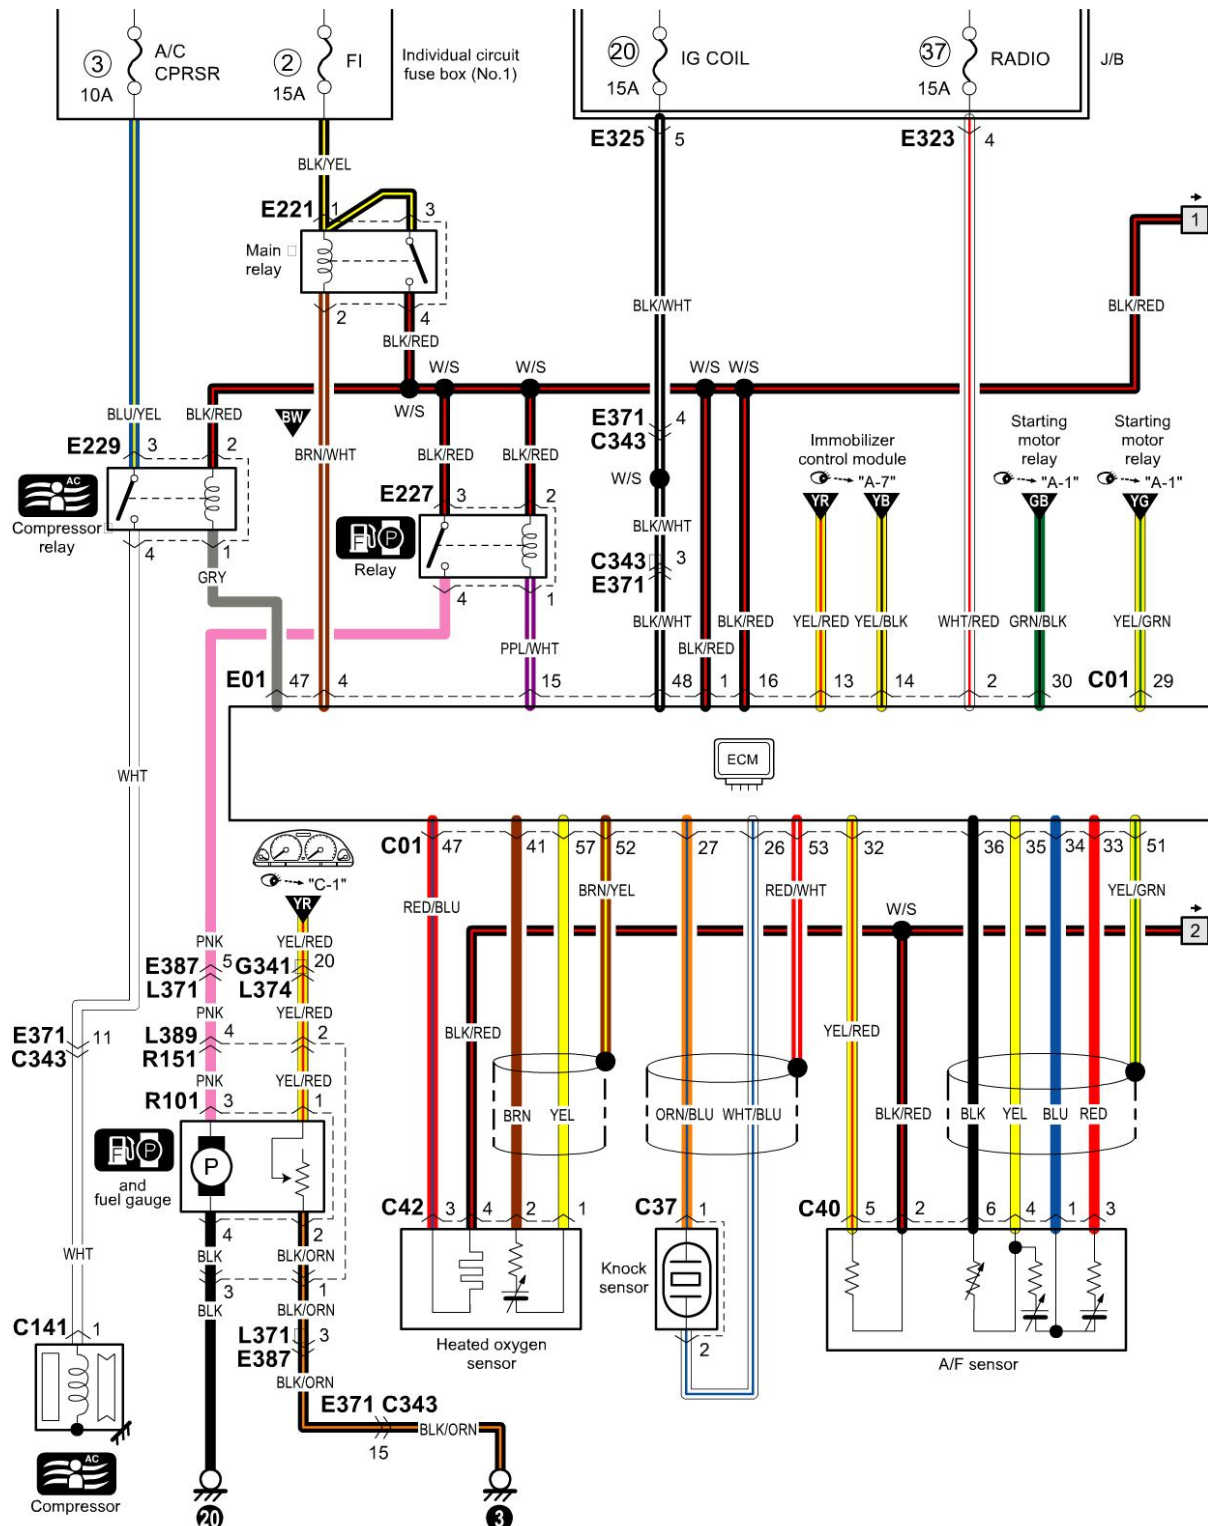 3 A/C CPRSR 10A
2 FI 15A
Individual circuit
fuse box (No.1)
20 IG COIL 15A
37 RADIO 15A
J/B
E325 5
E323 4
BLK/YEL
E221 1 3
1
Main
relay
BLK/WHT
BLK/RED
2 4
BLK/RED
W/S W/S W/S W/S
W/S
BLU/YEL BLK/RED
BW
E371 4
C343
E229 3 2
BRN/WHT BLK/RED BLK/RED
W/S
Immobilizer
control module
"A-7"
YR YB
Starting
motor
relay
"A-1"
GB
Starting
motor
relay
"A-1"
YG
AC
Compressor
relay
E227 3 2
F P
Relay
BLK/WHT
4 1
GRY
C343 3
E371
4 1
PPL/WHT
BLK/WHT
BLK/RED
BLK/RED
YEL/RED YEL/BLK WHT/RED GRN/BLK YEL/GRN
E01 47 4 15 48 1 16 13 14 2 30 C01 29
ECM
WHT
C01 47 41 57 52 27 26 53 32 36 35 34 33 51
"C-1"
YR
RED/BLU
BRN/YEL
RED/WHT
YEL/GRN
W/S
2
PNK YEL/RED
E387 5 G341 20
L371 L374
PNK YEL/RED
BLK/RED
YEL/RED
E371 11
C343
L389 4 2
R151
PNK YEL/RED
R101 3 1
BRN YEL
ORN/BLU WHT/BLU
BLK/RED
BLK YEL BLU RED
F P
and
fuel gauge
P
C42 3 4 2 1
C37 1
C40 5 2 6 4 1 3
4 2
BLK BLK/ORN
WHT
Knock
sensor
3 1
BLK BLK/ORN
C141 1
L371 3
E387
2
Heated oxygen
sensor
A/F sensor
BLK/ORN
E371 C343
15
BLK/ORN
AC
Compressor
20
3